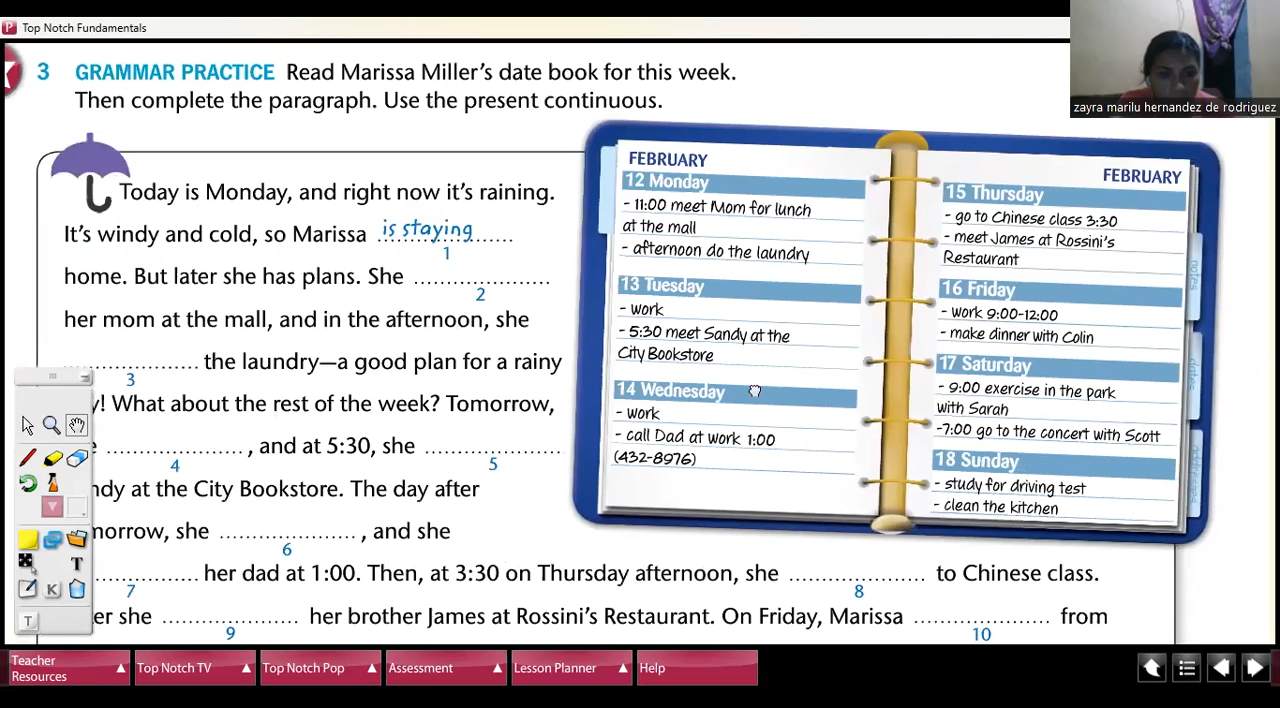 Top Notch Fundamentals
zayra marilu hernandez de rodriguez
3 GRAMMAR PRACTICE Read Marissa Miller's date book for this week.
Then complete the paragraph. Use the present continuous.
Today is Monday, and right now it's raining.
It's windy and cold, so Marissa is staying
1
home. But later she has plans. She ....................
2
her mom at the mall, and in the afternoon, she
.................... the laundry—a good plan for a rainy
3
y! What about the rest of the week? Tomorrow,
.................... , and at 5:30, she ....................
4 5
ndy at the City Bookstore. The day after
morrow, she .................... , and she
6
.................... her dad at 1:00. Then, at 3:30 on Thursday afternoon, she .................... to Chinese class.
7 8
er she .................... her brother James at Rossini's Restaurant. On Friday, Marissa .................... from
9 10
FEBRUARY
12 Monday
- 11:00 meet Mom for lunch
at the mall
- afternoon do the laundry
13 Tuesday
- work
- 5:30 meet Sandy at the
City Bookstore
14 Wednesday
- work
- call Dad at work 1:00
(432-8976)
FEBRUARY
15 Thursday
- go to Chinese class 3:30
- meet James at Rossini's
Restaurant
16 Friday
- work 9:00-12:00
- make dinner with Colin
17 Saturday
- 9:00 exercise in the park
with Sarah
-7:00 go to the concert with Scott
18 Sunday
- study for driving test
- clean the kitchen
notes
dates
T
K
T
Teacher
Resources
Top Notch TV
Top Notch Pop
Assessment
Lesson Planner
Help